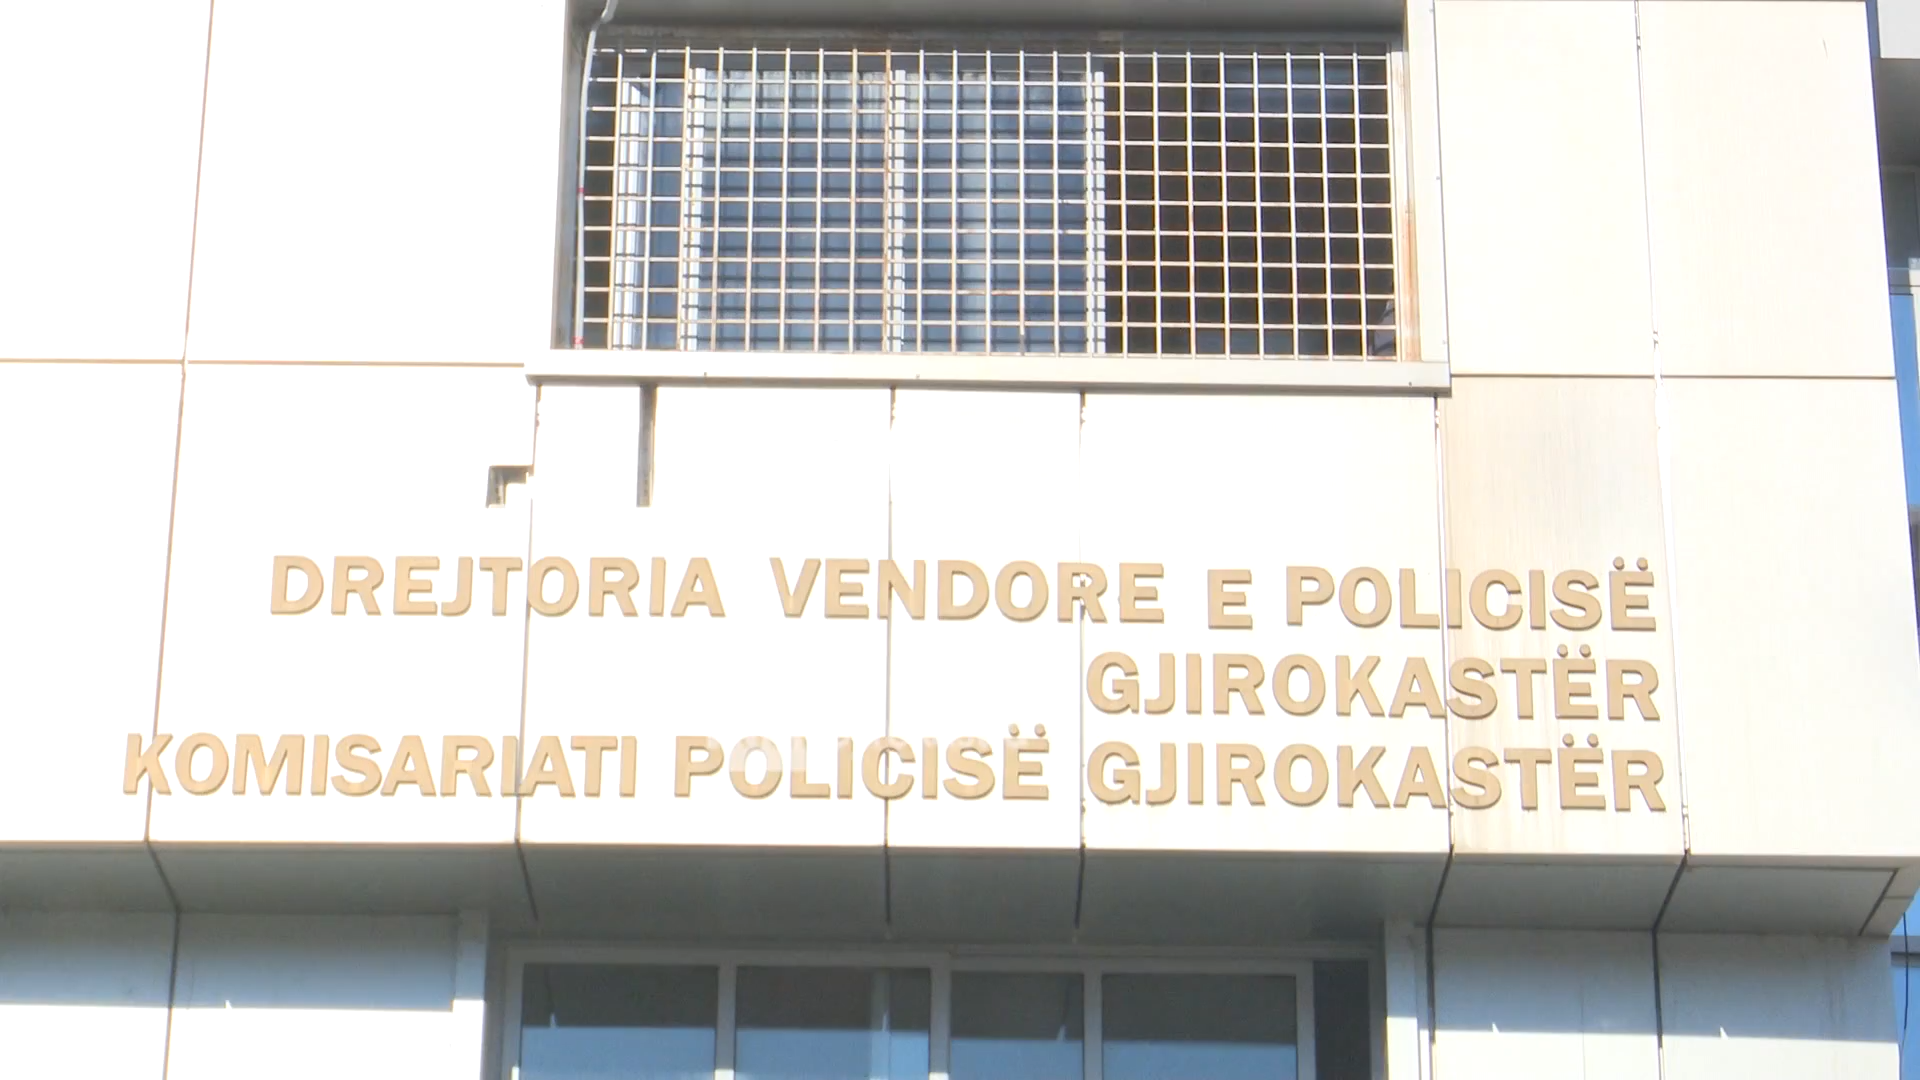 DREJTORIA VENDORE E POLICISË
GJIROKASTËR
KOMISARIATI POLICISË GJIROKASTËR